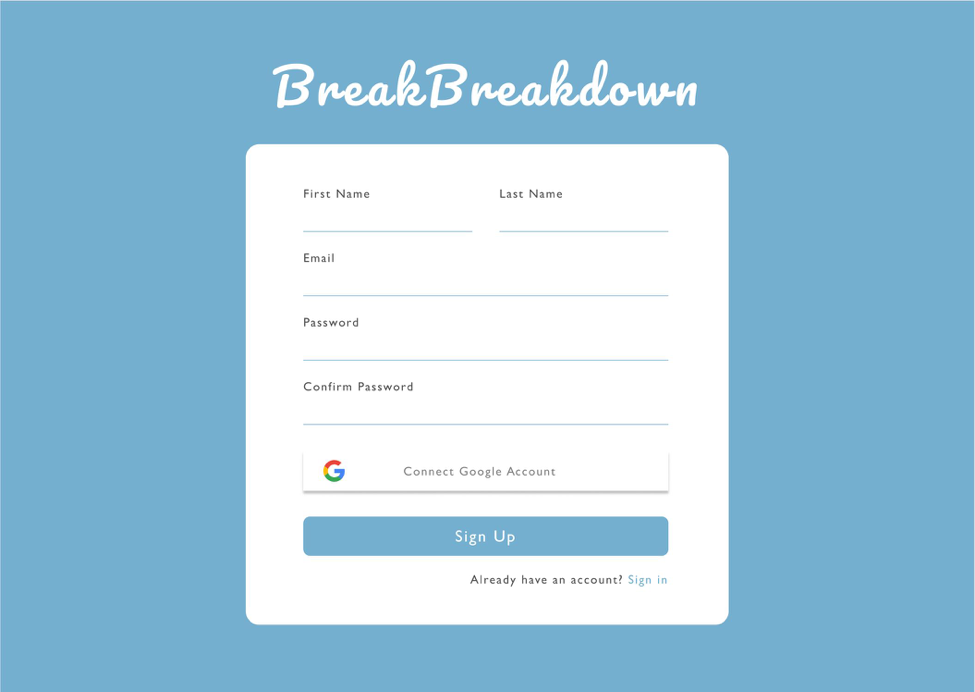 BreakBreakdown
First Name Last Name
Email
Password
Confirm Password
Connect Google Account
Sign Up
Already have an account? Sign in